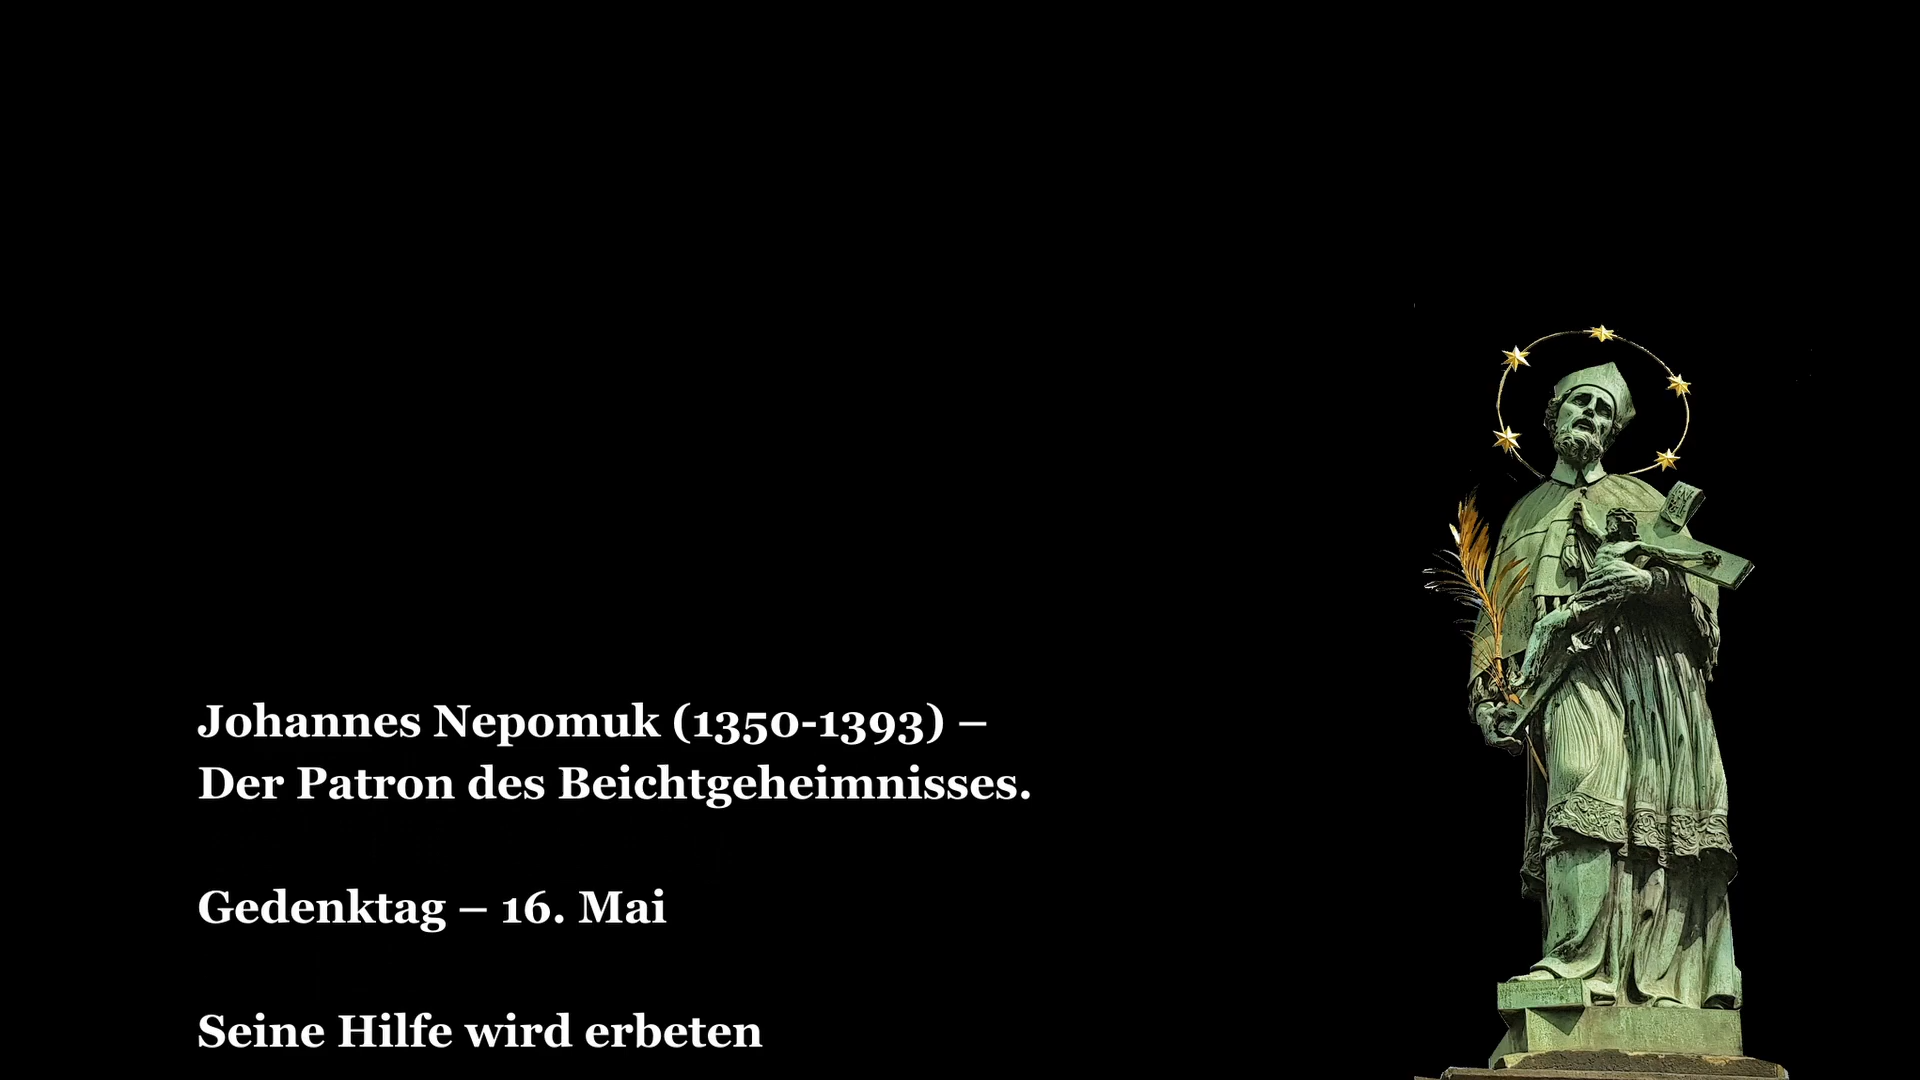 Johannes Nepomuk (1350-1393) –
Der Patron des Beichtgeheimnisses.
Gedenktag – 16. Mai
Seine Hilfe wird erbeten